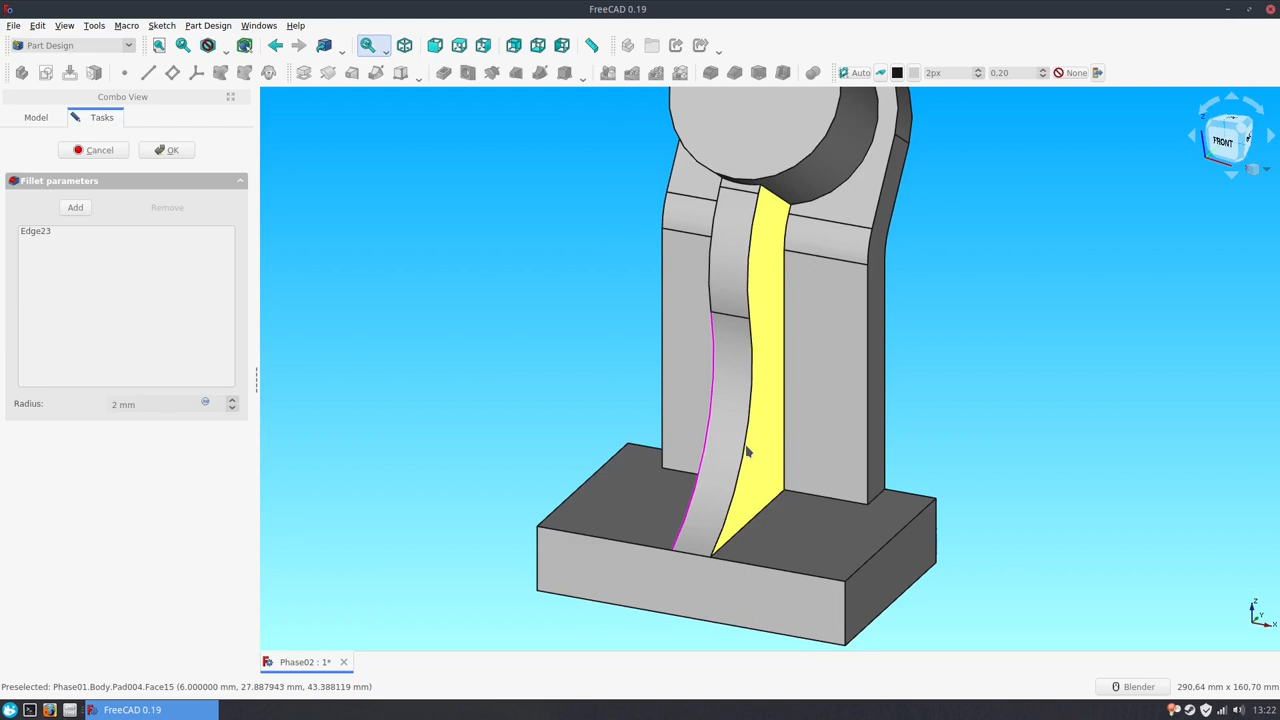 FreeCAD 0.19
File Edit View Tools Macro Sketch Part Design Windows Help
Part Design
Auto 2px 0,20 None
Combo View
Model Tasks
Cancel OK
Fillet parameters
Add Remove
Edge23
Radius: 2 mm
FRONT
Z
X
Z
Y
X
Phase02 : 1*
Preselected: Phase01.Body.Pad004.Face15 (6.000000 mm, 27.887943 mm, 43.388119 mm) Blender 290,64 mm x 160,70 mm
FreeCAD 0.19 13:22